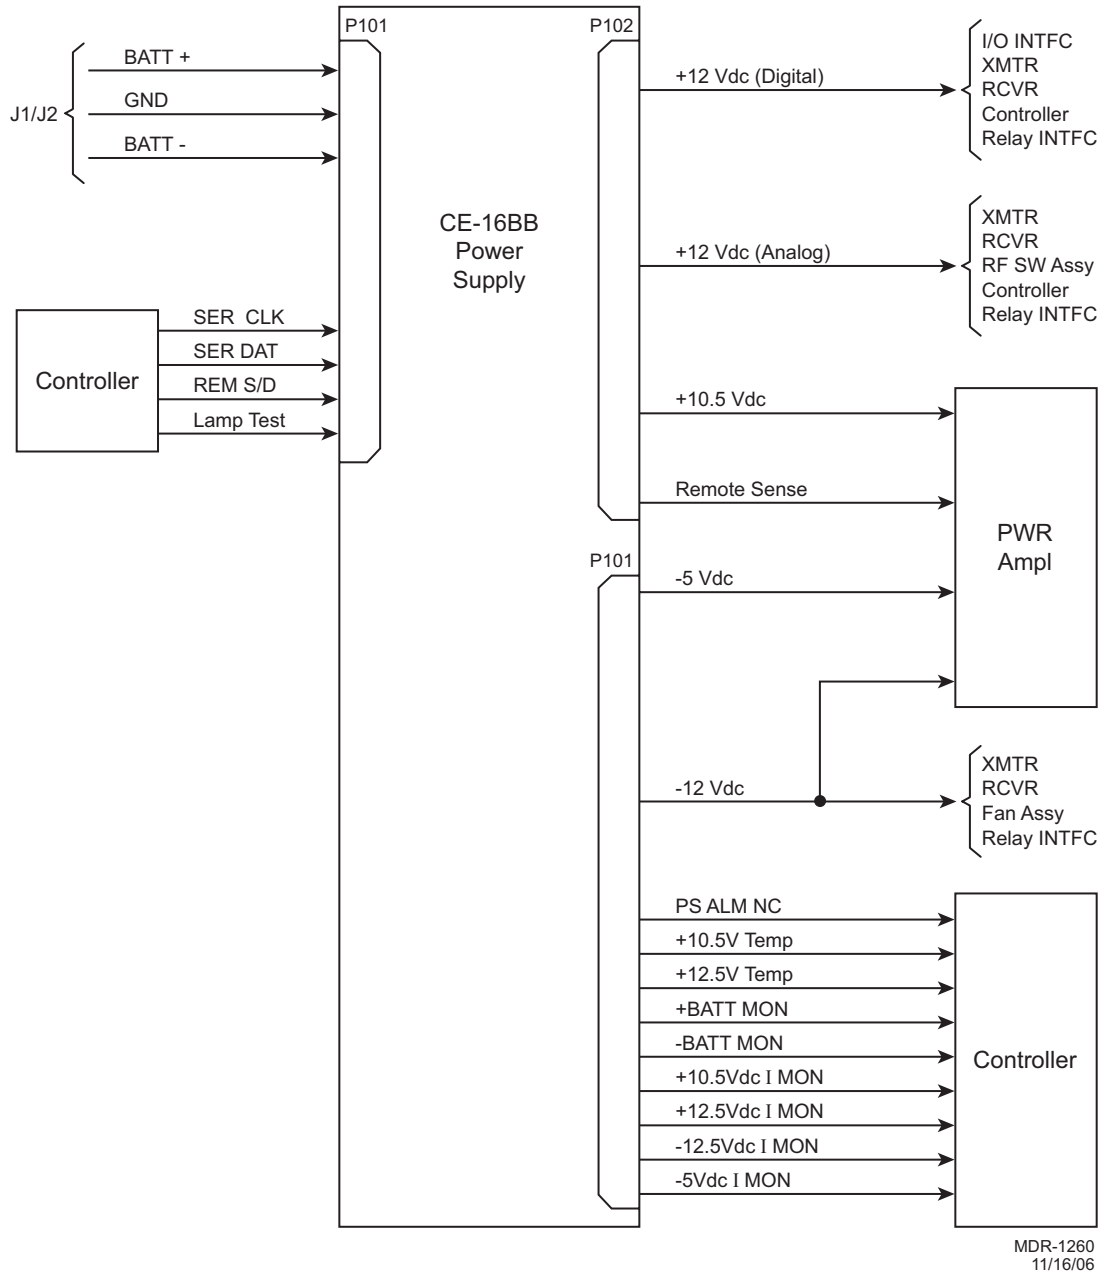 P101
P102
BATT +
GND
BATT -
J1/J2
CE-16BB
Power
Supply
SER CLK
SER DAT
REM S/D
Lamp Test
Controller
+12 Vdc (Digital)
I/O INTFC
XMTR
RCVR
Controller
Relay INTFC
+12 Vdc (Analog)
XMTR
RCVR
RF SW Assy
Controller
Relay INTFC
+10.5 Vdc
Remote Sense
P101
-5 Vdc
PWR
Ampl
-12 Vdc
XMTR
RCVR
Fan Assy
Relay INTFC
PS ALM NC
+10.5V Temp
+12.5V Temp
+BATT MON
-BATT MON
+10.5Vdc I MON
+12.5Vdc I MON
-12.5Vdc I MON
-5Vdc I MON
Controller
MDR-1260
11/16/06